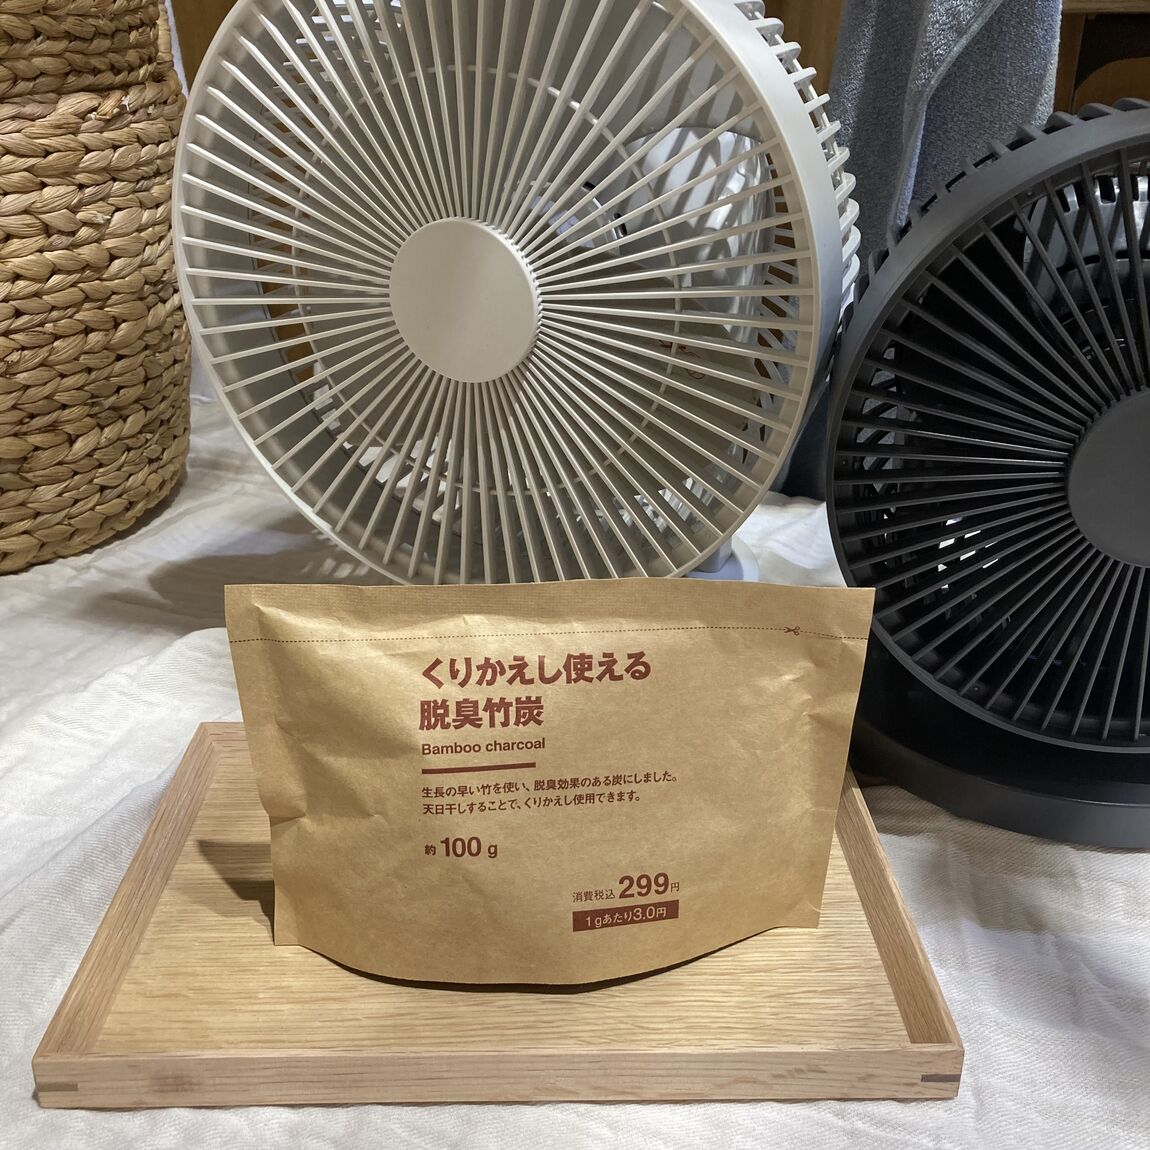 くりかえし使える
脱臭竹炭
Bamboo charcoal
生長の早い竹を使い、脱臭効果のある炭にしました。
天日干しすることで、くりかえし使用できます。
約100g
消費税込299円
1gあたり3.0円